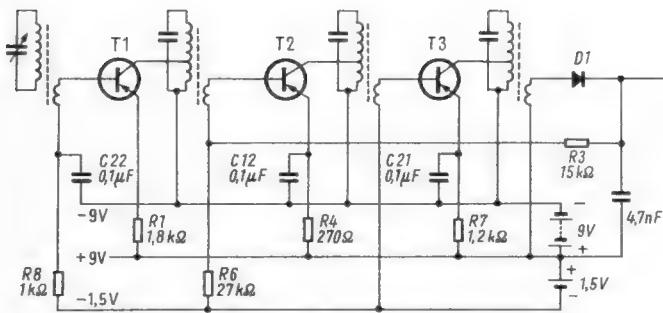 T1
T2
T3
D1
C22
0,1µF
C12
0,1µF
C21
0,1µF
R3
15kΩ
4,7nF
−9V
−
9V
+
R1
1,8kΩ
R4
270Ω
R7
1,2kΩ
+9V
R8
1kΩ
−1,5V
R6
27kΩ
+
1,5V
−